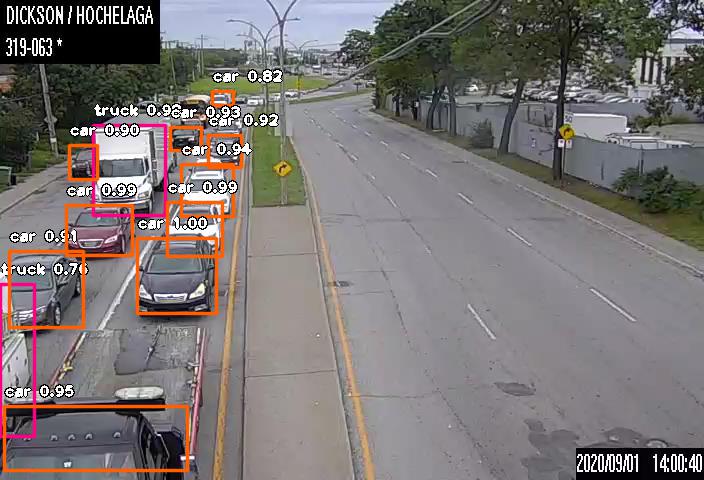 DICKSON / HOCHELAGA
319-063 *
car 0.82
truck 0.98
car 0.93
car 0.92
car 0.90
car 0.94
car 0.99
car 0.99
car 1.00
car 0.91
truck 0.76
car 0.95
2020/09/01 14:00:40